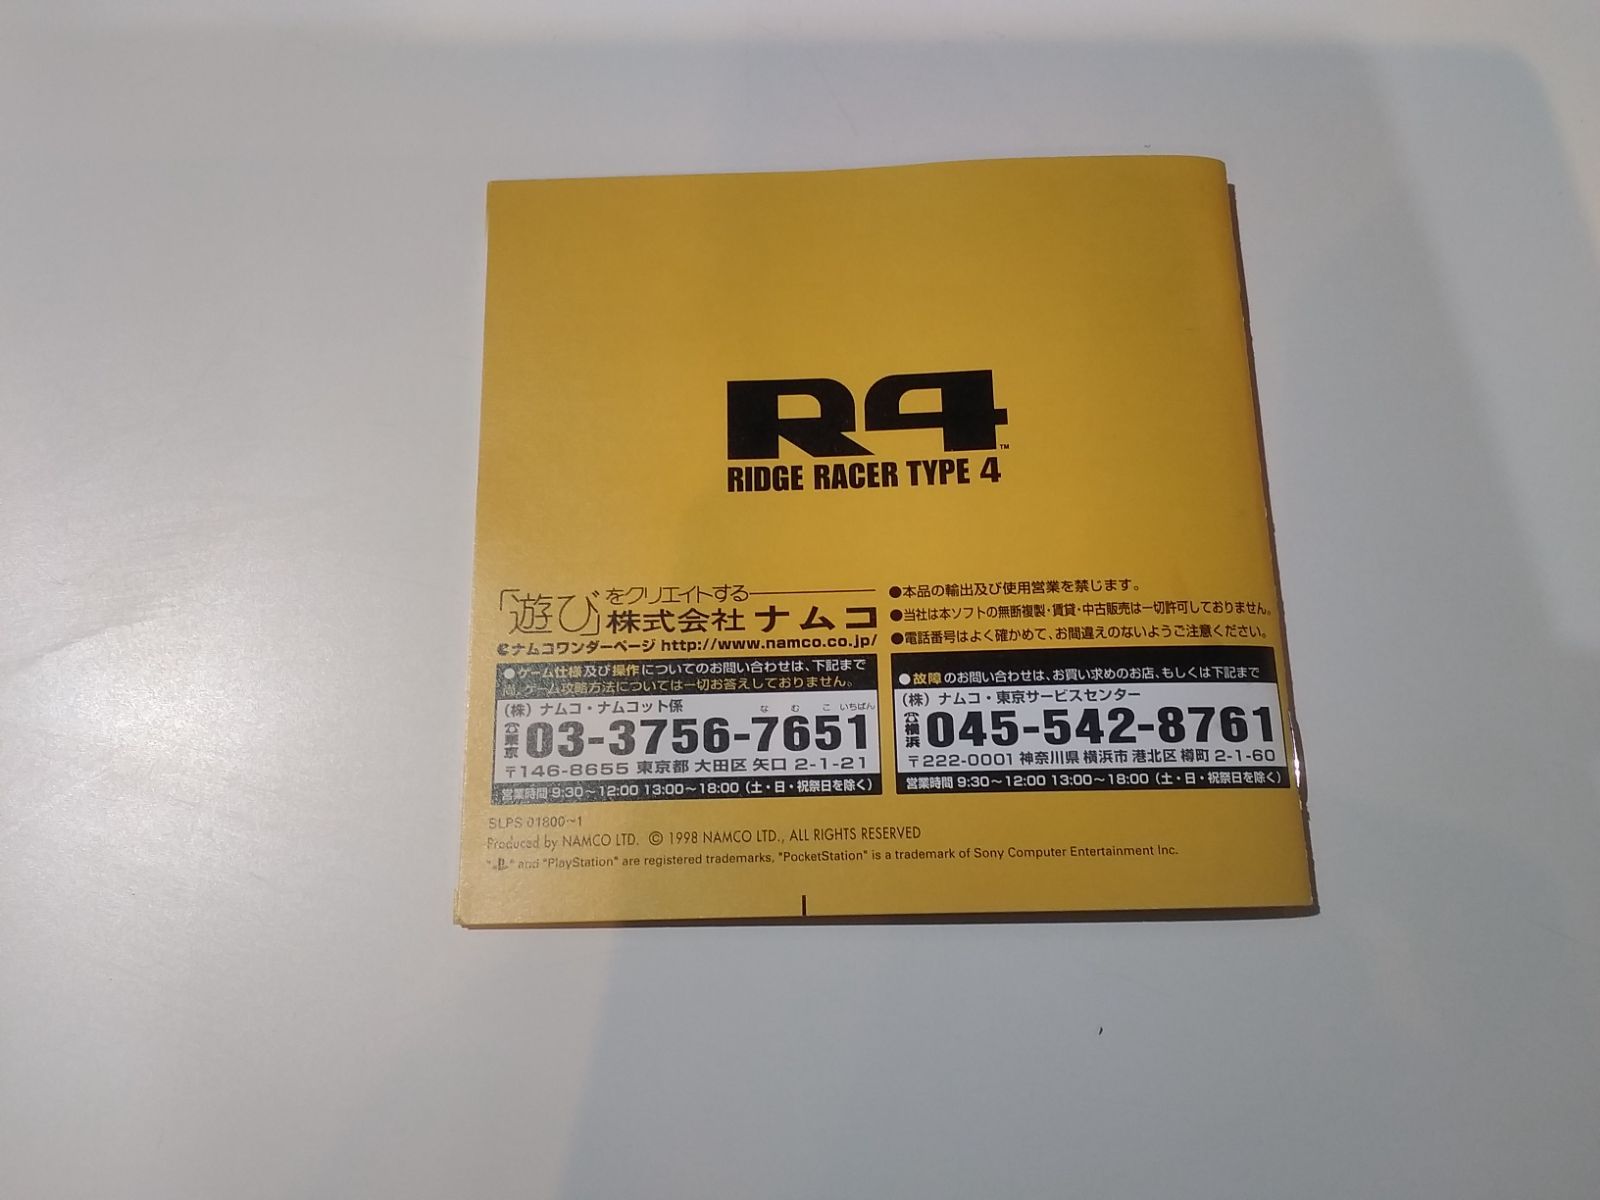 R4™
RIDGE RACER TYPE 4
「遊び」をクリエイトする
株式会社ナムコ
ナムコワンダーページ http://www.namco.co.jp/
●本品の輸出及び使用営業を禁じます。
●当社は本ソフトの無断複製・賃貸・中古販売は一切許可しておりません。
●電話番号はよく確かめて、お間違えのないようご注意ください。
●ゲーム仕様及び操作についてのお問い合わせは、下記まで
尚、ゲーム攻略方法については一切お答えしておりません。
(株)ナムコ・ナムコット係
なむこ いちばん
☎東京 03-3756-7651
〒146-8655 東京都 大田区 矢口 2-1-21
営業時間 9:30〜12:00 13:00〜18:00(土・日・祝祭日を除く)
●故障のお問い合わせは、お買い求めのお店、もしくは下記まで
(株)ナムコ・東京サービスセンター
☎横浜 045-542-8761
〒222-0001 神奈川県 横浜市 港北区 樽町 2-1-60
営業時間 9:30〜12:00 13:00〜18:00(土・日・祝祭日を除く)
SLPS 01800~1
Produced by NAMCO LTD. © 1998 NAMCO LTD., ALL RIGHTS RESERVED
"PS" and "PlayStation" are registered trademarks, "PocketStation" is a trademark of Sony Computer Entertainment Inc.